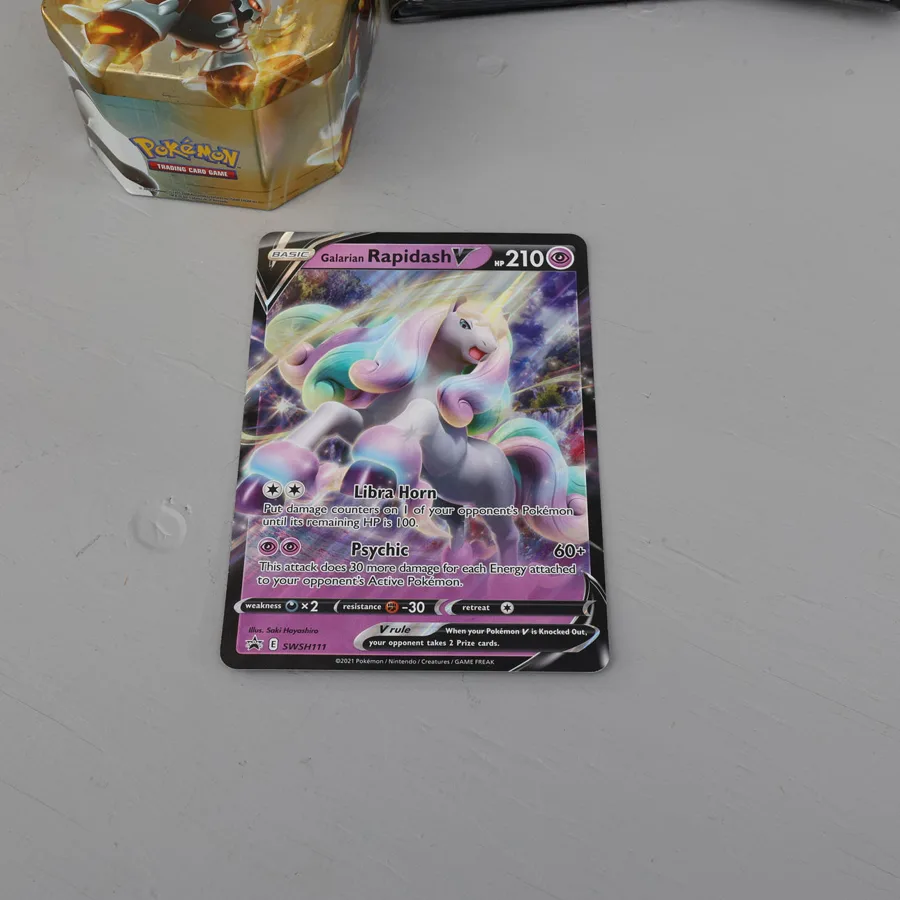 POKéMON
TRADING CARD GAME
BASIC Galarian Rapidash V HP 210
Libra Horn
Put damage counters on 1 of your opponent's Pokémon
until its remaining HP is 100.
Psychic 60+
This attack does 30 more damage for each Energy attached
to your opponent's Active Pokémon.
weakness ×2 resistance -30 retreat
Illus. Saki Hayashiro
V rule When your Pokémon V is Knocked Out,
your opponent takes 2 Prize cards.
E SWSH111
©2021 Pokémon / Nintendo / Creatures / GAME FREAK